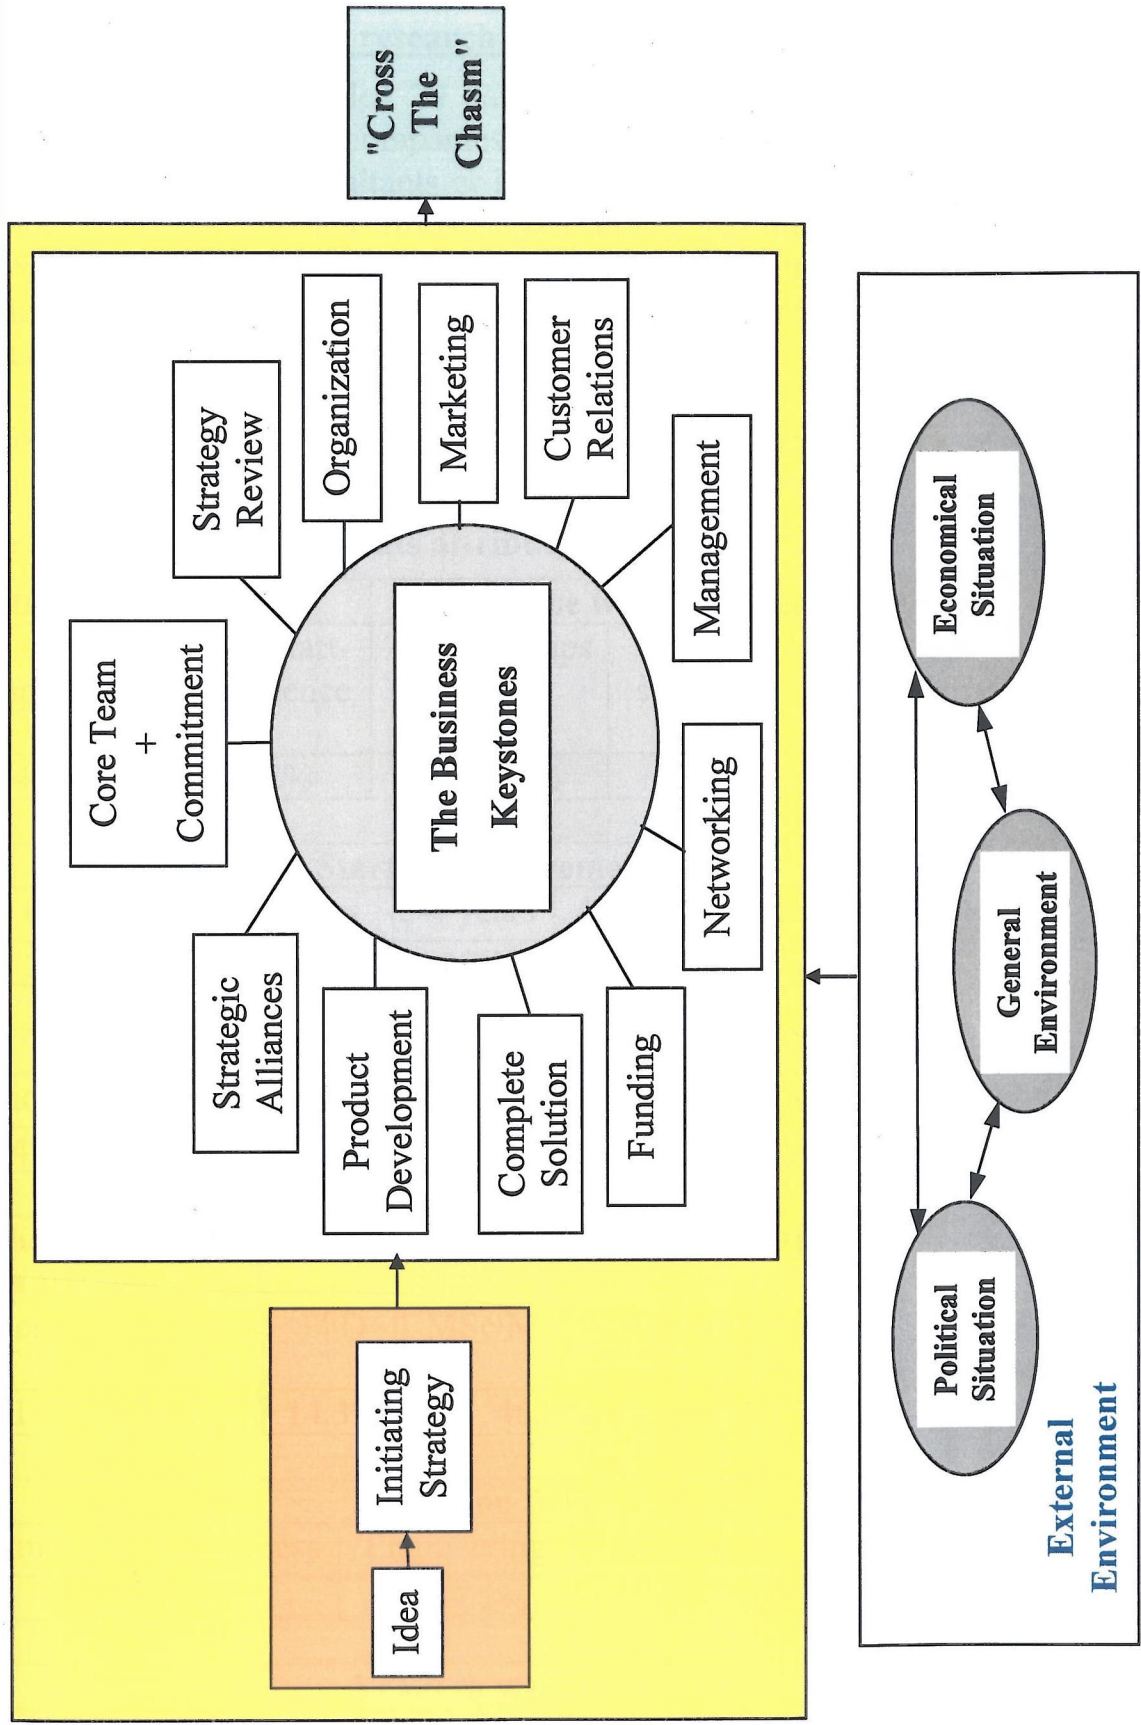 Idea
Initiating
Strategy
Core Team
+
Commitment
Strategic
Alliances
Strategy
Review
Product
Development
Organization
The Business
Keystones
Complete
Solution
Marketing
Funding
Customer
Relations
Networking
Management
"Cross
The
Chasm"
Political
Situation
General
Environment
Economical
Situation
External
Environment